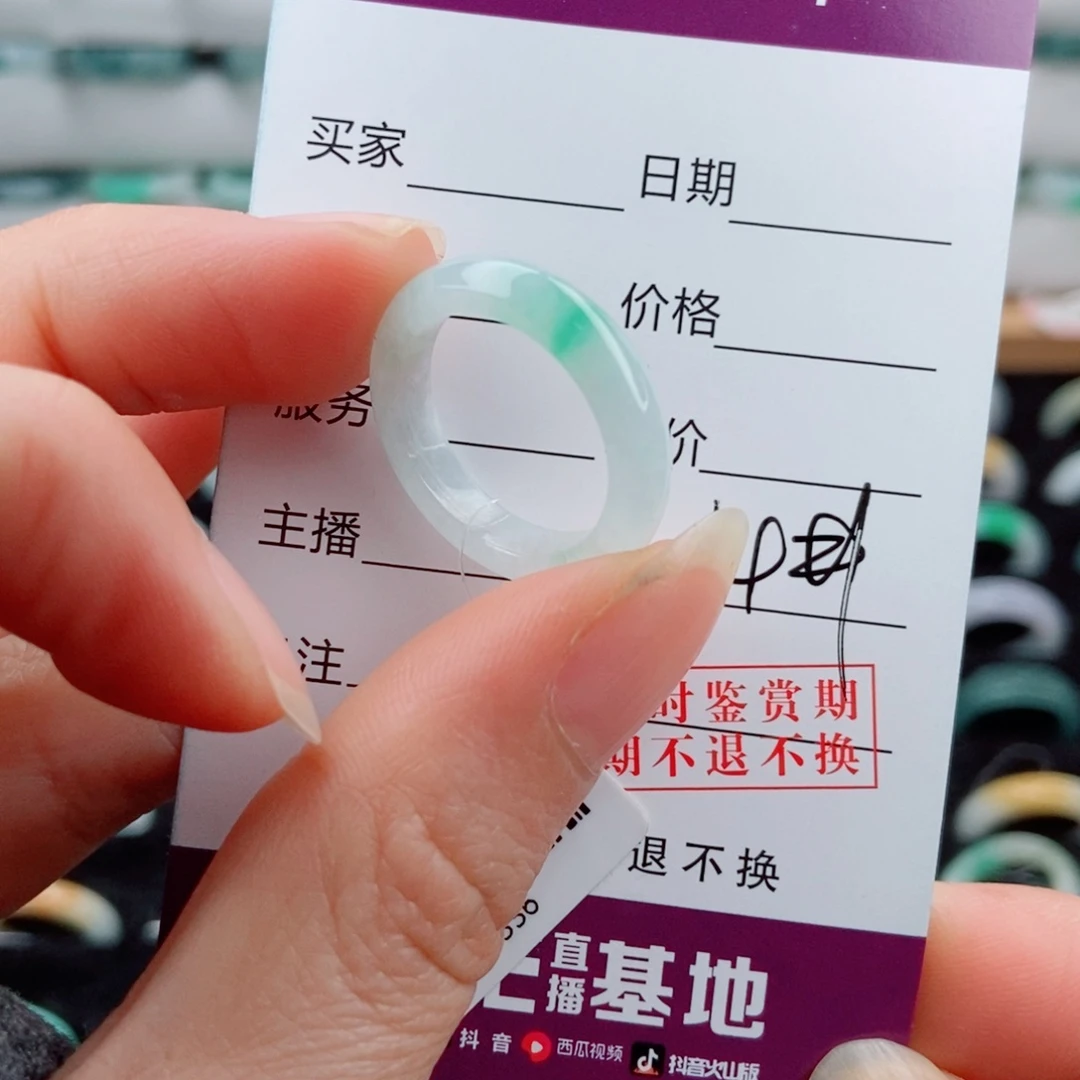 买家 日期
价格
服务 价
主播
注
时鉴赏期
期不退不换
退不换
直播基地
抖音 西瓜视频 抖音火山版